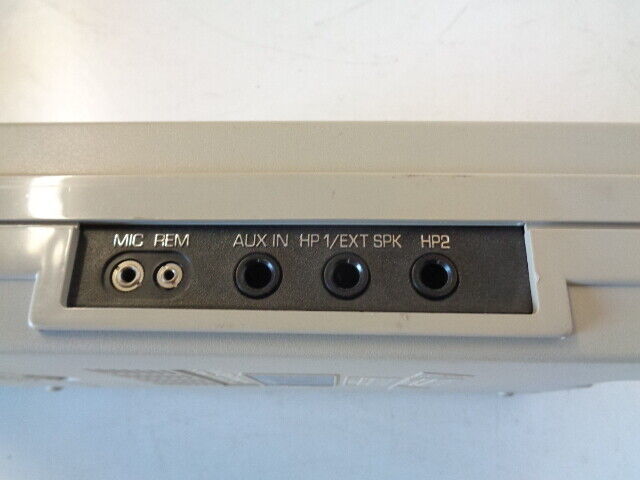 MIC REM AUX IN HP 1/EXT SPK HP2